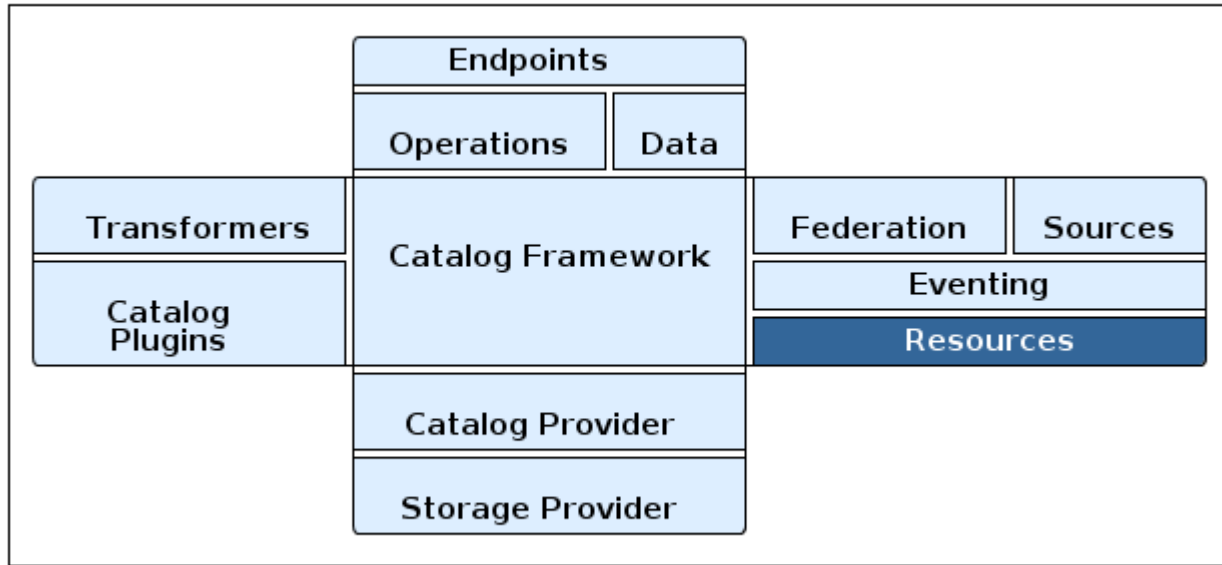 Endpoints
Operations
Data
Transformers
Catalog Framework
Federation
Sources
Eventing
Catalog
Plugins
Resources
Catalog Provider
Storage Provider